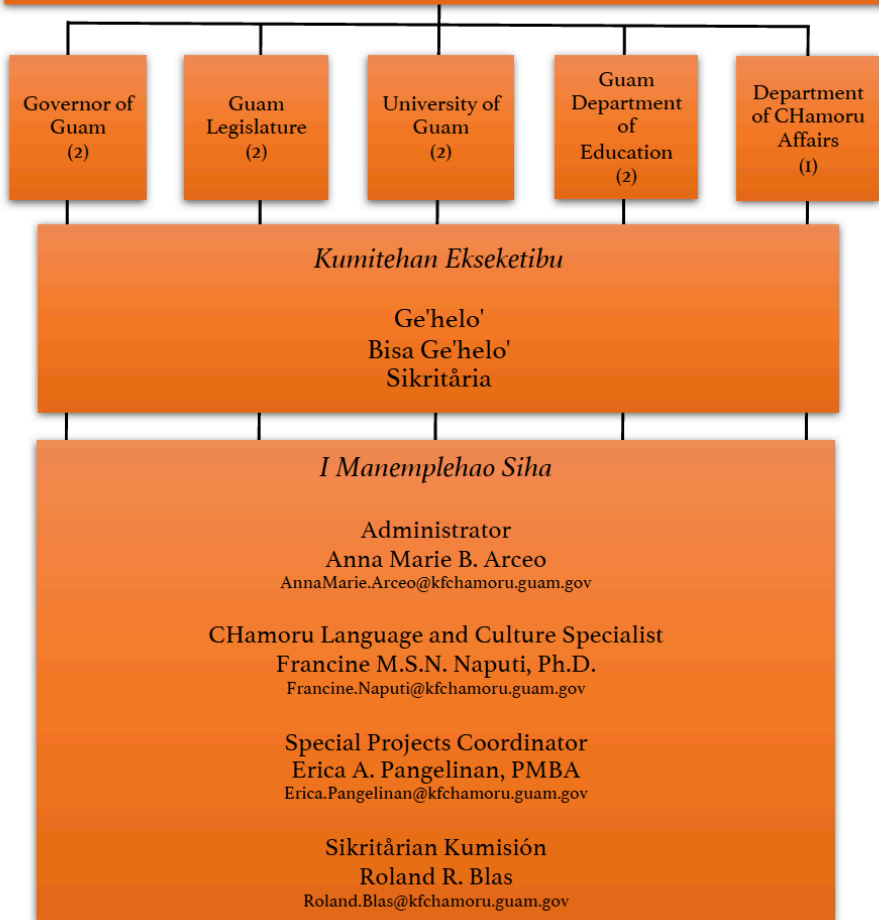 Governor of
Guam
(2)
Guam
Legislature
(2)
University of
Guam
(2)
Guam
Department
of
Education
(2)
Department
of CHamoru
Affairs
(1)
Kumitehan Ekseketibu
Ge'helo'
Bisa Ge'helo'
Sikritåria
I Manemplehao Siha
Administrator
Anna Marie B. Arceo
AnnaMarie.Arceo@kfchamoru.guam.gov
CHamoru Language and Culture Specialist
Francine M.S.N. Naputi, Ph.D.
Francine.Naputi@kfchamoru.guam.gov
Special Projects Coordinator
Erica A. Pangelinan, PMBA
Erica.Pangelinan@kfchamoru.guam.gov
Sikritårian Kumisión
Roland R. Blas
Roland.Blas@kfchamoru.guam.gov